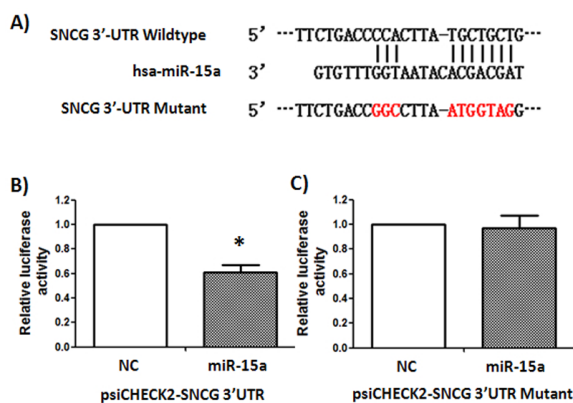 A)
SNCG 3’-UTR Wildtype 5’ ···TTCTGACCCCACTTA-TGCTGCTG···
hsa-miR-15a 3’ GTGTTTGGTAATACACGACGAT
SNCG 3’-UTR Mutant 5’ ···TTCTGACCGGCCTTA-ATGGTAGG···
B)
Relative luciferase activity
1.2
1.0
0.8
0.6
0.4
0.2
0.0
*
NC miR-15a
psiCHECK2-SNCG 3’UTR
C)
Relative luciferase activity
1.2
1.0
0.8
0.6
0.4
0.2
0.0
NC miR-15a
psiCHECK2-SNCG 3’UTR Mutant